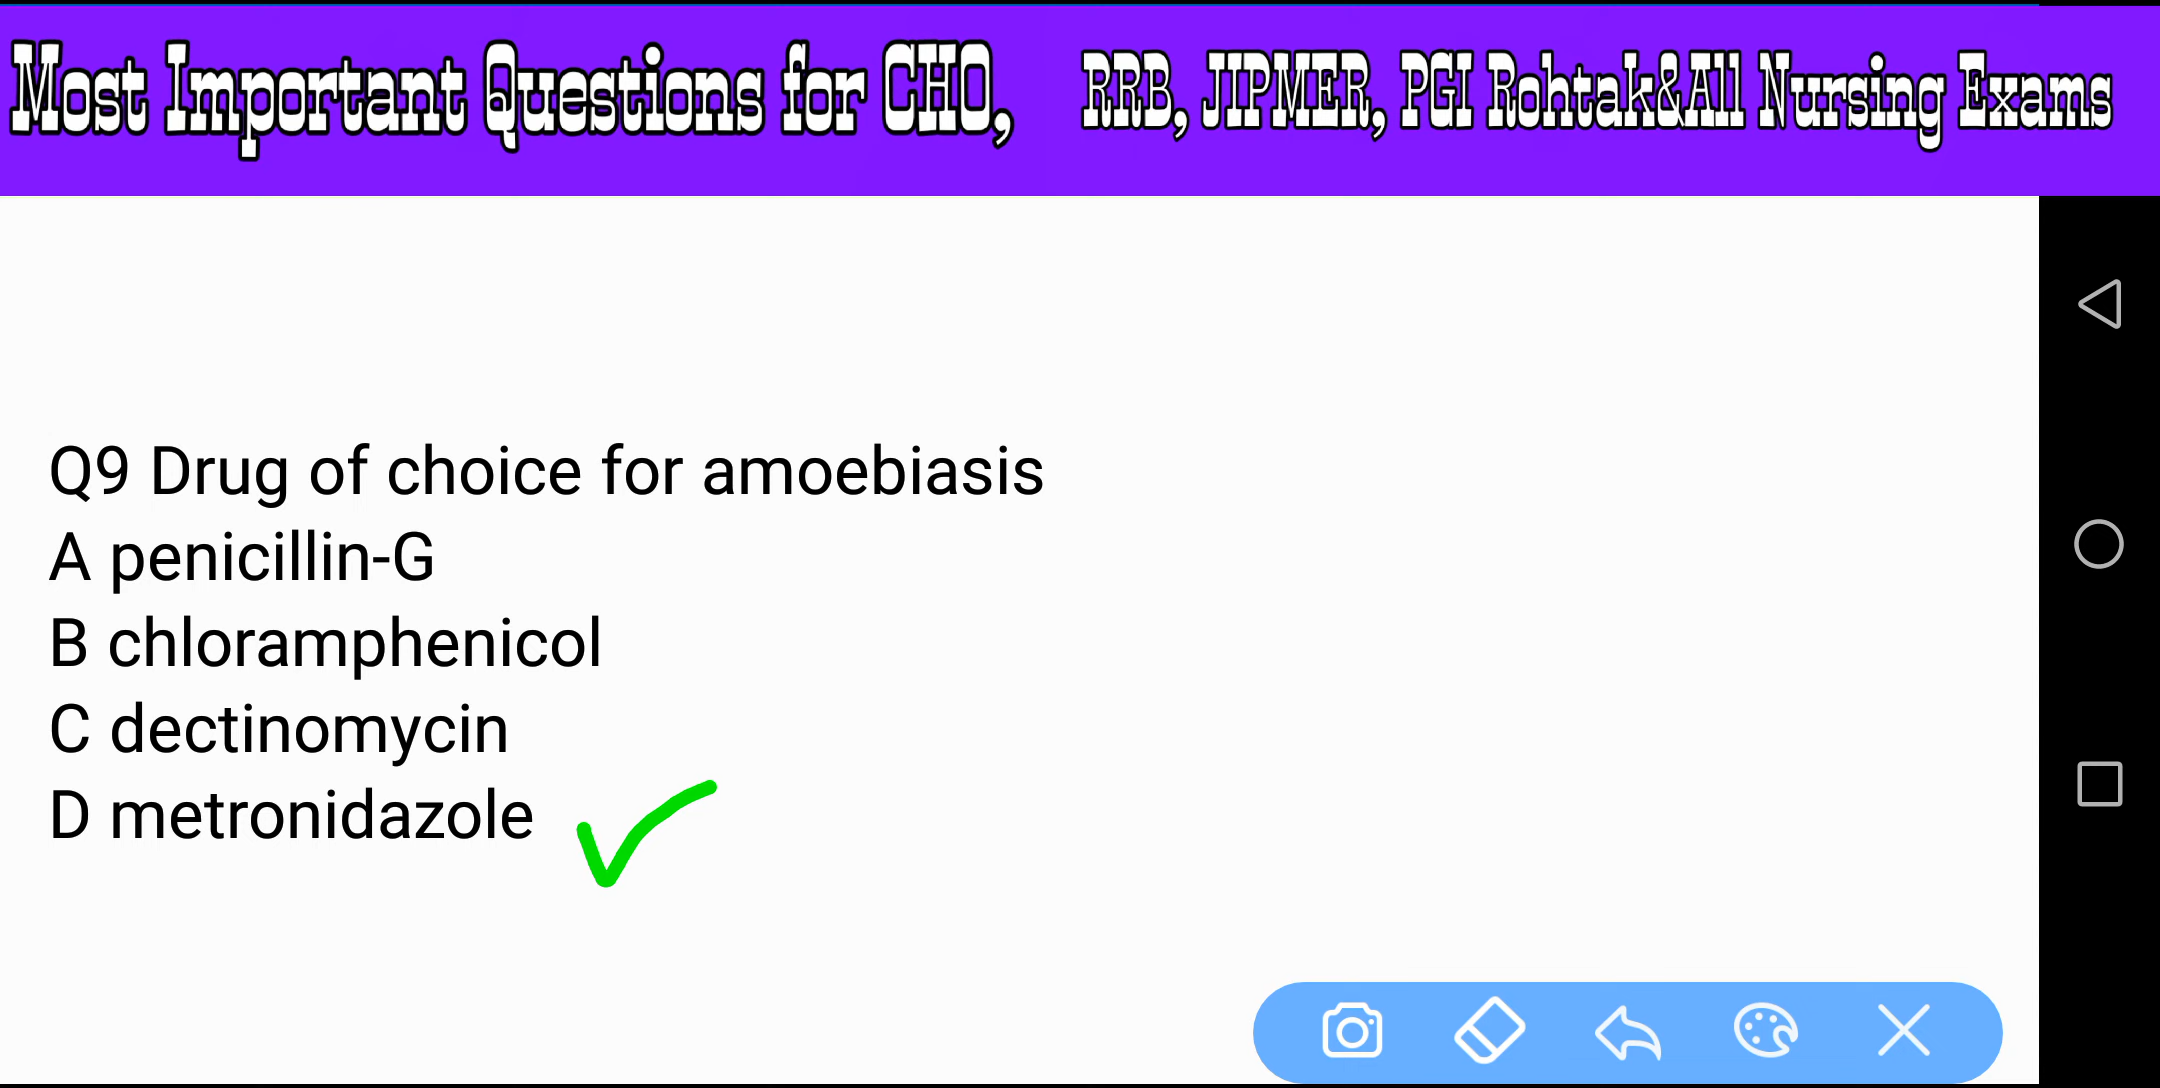 Most Important Questions for CHO, RRB, JIPMER, PGI Rohtak&All Nursing Exams
Q9 Drug of choice for amoebiasis
A penicillin-G
B chloramphenicol
C dectinomycin
D metronidazole